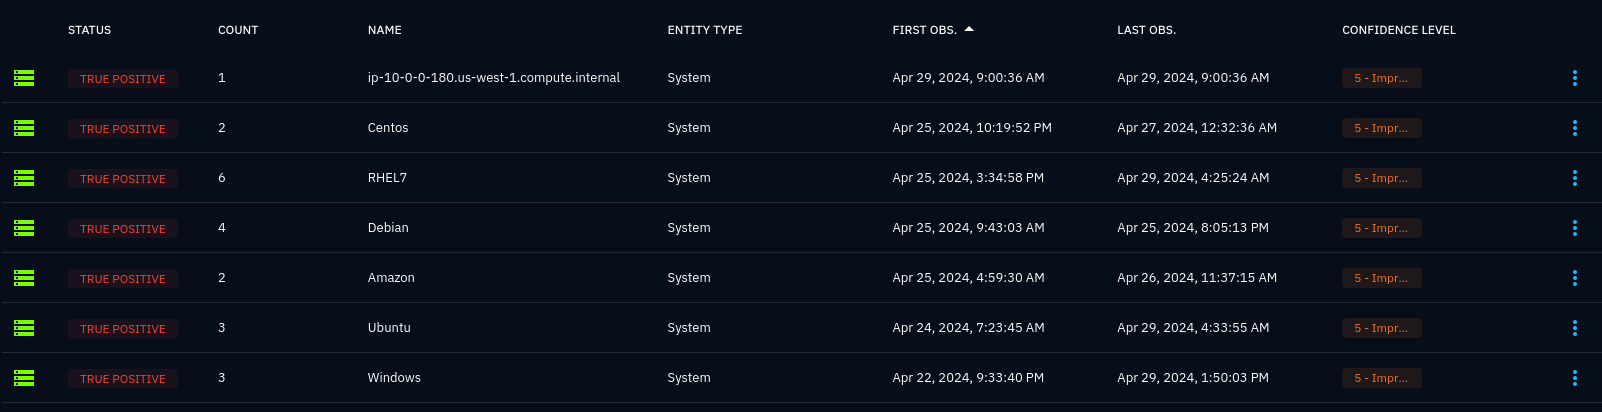 STATUS COUNT NAME ENTITY TYPE FIRST OBS. LAST OBS. CONFIDENCE LEVEL
TRUE POSITIVE 1 ip-10-0-0-180.us-west-1.compute.internal System Apr 29, 2024, 9:00:36 AM Apr 29, 2024, 9:00:36 AM 5 - Impr...
TRUE POSITIVE 2 Centos System Apr 25, 2024, 10:19:52 PM Apr 27, 2024, 12:32:36 AM 5 - Impr...
TRUE POSITIVE 6 RHEL7 System Apr 25, 2024, 3:34:58 PM Apr 29, 2024, 4:25:24 AM 5 - Impr...
TRUE POSITIVE 4 Debian System Apr 25, 2024, 9:43:03 AM Apr 25, 2024, 8:05:13 PM 5 - Impr...
TRUE POSITIVE 2 Amazon System Apr 25, 2024, 4:59:30 AM Apr 26, 2024, 11:37:15 AM 5 - Impr...
TRUE POSITIVE 3 Ubuntu System Apr 24, 2024, 7:23:45 AM Apr 29, 2024, 4:33:55 AM 5 - Impr...
TRUE POSITIVE 3 Windows System Apr 22, 2024, 9:33:40 PM Apr 29, 2024, 1:50:03 PM 5 - Impr...